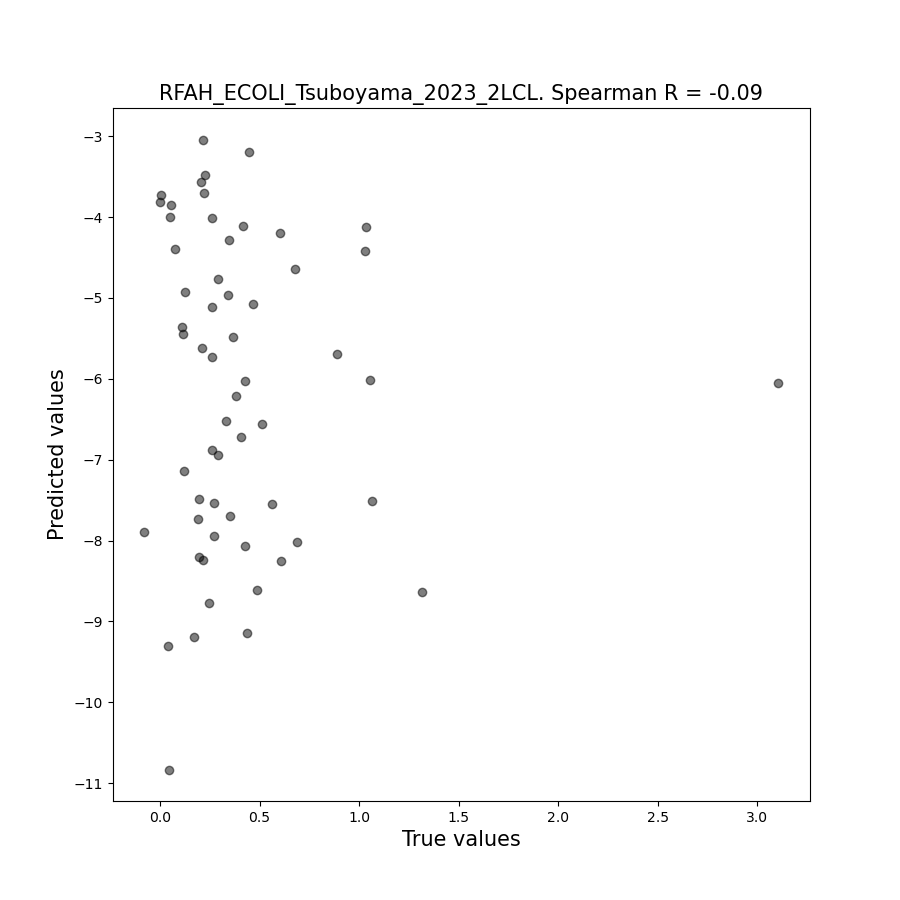 RFAH_ECOLI_Tsuboyama_2023_2LCL. Spearman R = -0.09
−3
−4
−5
−6
−7
−8
−9
−10
−11
Predicted values
0.0 0.5 1.0 1.5 2.0 2.5 3.0
True values